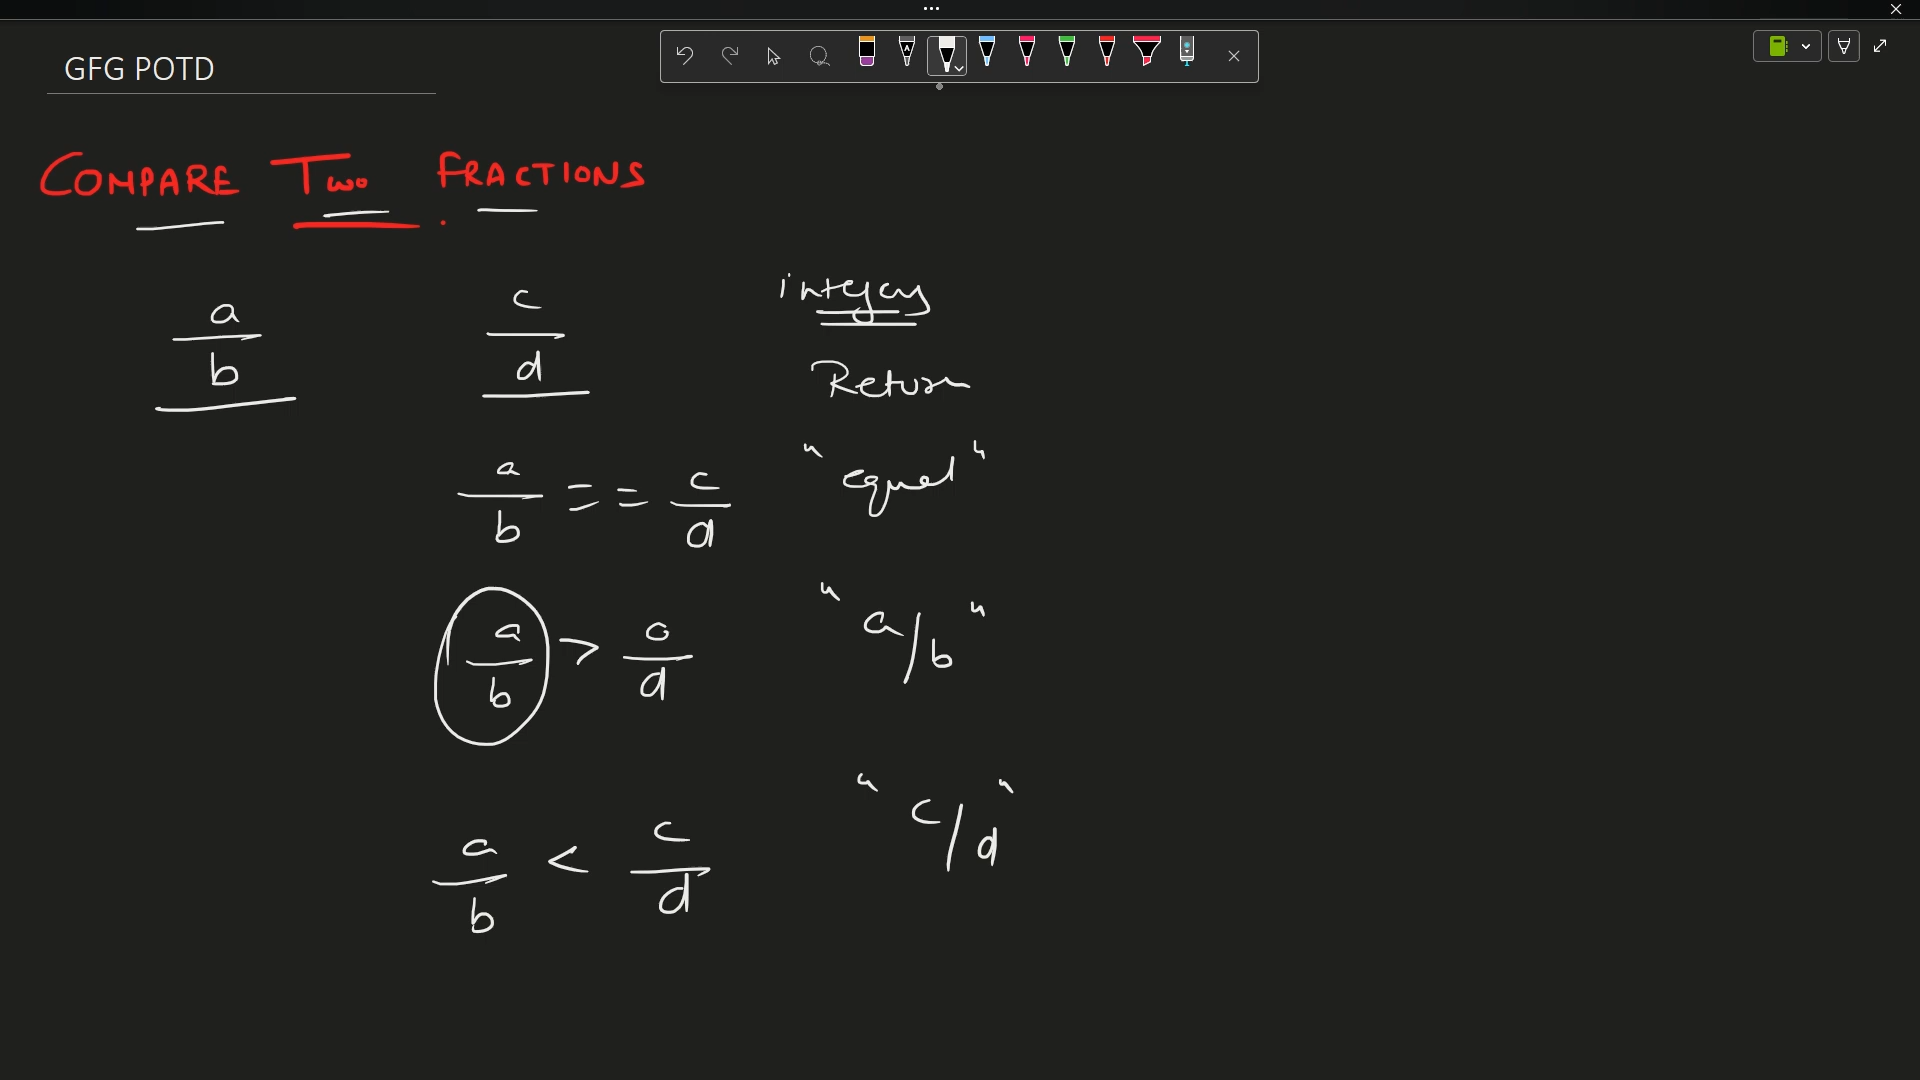 GFG POTD
COMPARE TWO FRACTIONS
a c integers
b d Return
a == c "equal"
b d
a > c "a/b"
b d
a < c "c/d"
b d